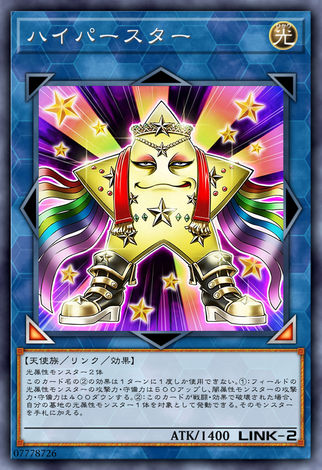 ハイパースター
光
【天使族／リンク／効果】
光属性モンスター２体
このカード名の②の効果は１ターンに１度しか使用できない。①：フィールドの
光属性モンスターの攻撃力・守備力は５００アップし、闇属性モンスターの攻撃
力・守備力は４００ダウンする。②：このカードが戦闘・効果で破壊された場合、
自分の墓地の光属性モンスター１体を対象として発動できる。そのモンスター
を手札に加える。
ATK/1400 LINK-2
07778726